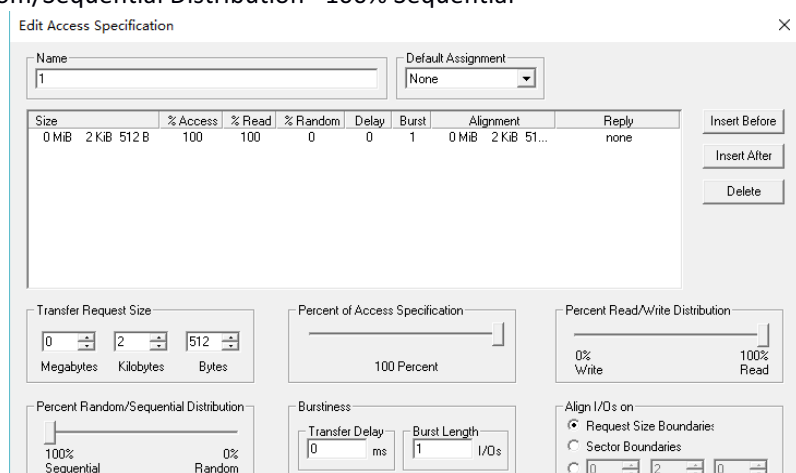 om/Sequential Distribution - 100% Sequential
Edit Access Specification
Name
Default Assignment
1
None
Size % Access % Read % Random Delay Burst Alignment Reply
0 MiB 2 KiB 512 B 100 100 0 0 1 0 MiB 2 KiB 51... none
Insert Before
Insert After
Delete
Transfer Request Size
0 2 512
Megabytes Kilobytes Bytes
Percent of Access Specification
100 Percent
Percent Read/Write Distribution
0% 100%
Write Read
Percent Random/Sequential Distribution
100% 0%
Sequential Random
Burstiness
Transfer Delay Burst Length
0 ms 1 I/Os
Align I/Os on
Request Size Boundaries
Sector Boundaries
0 2 0